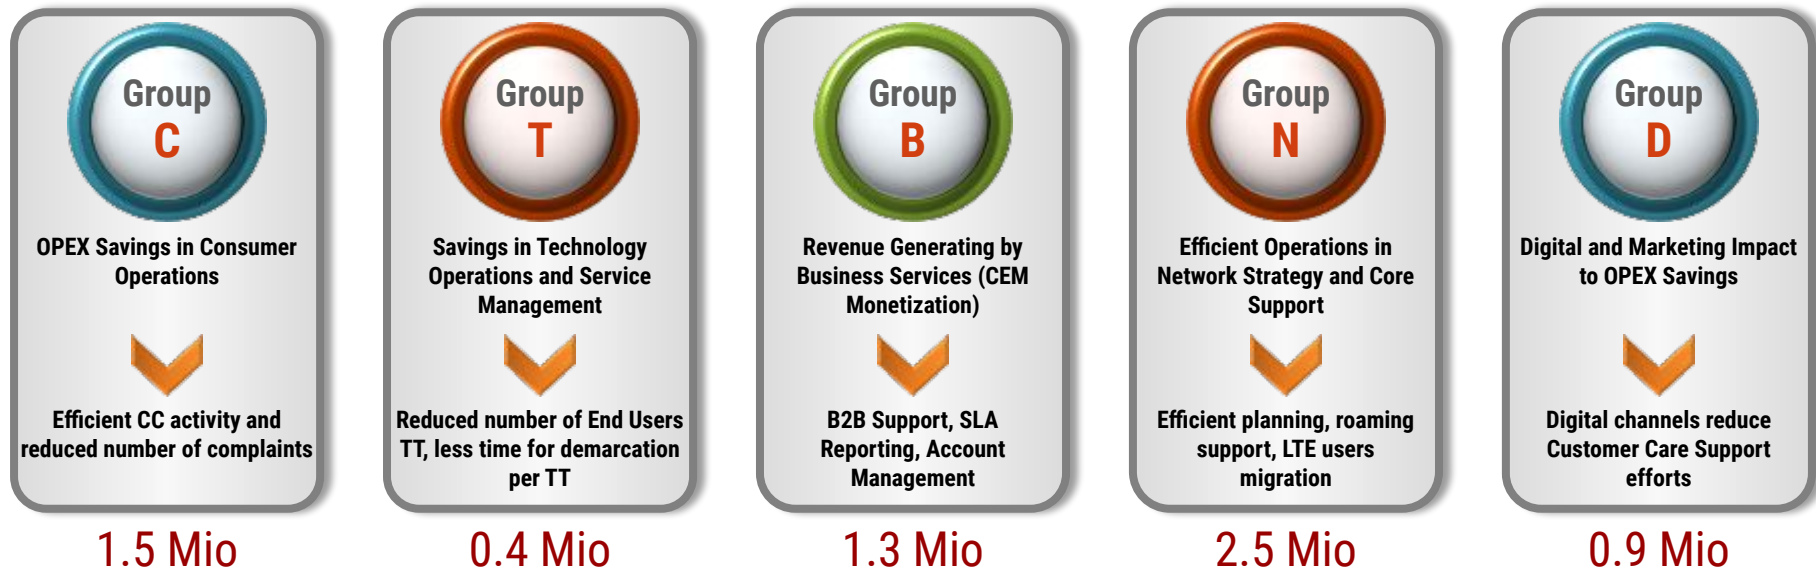 Group
C
OPEX Savings in Consumer
Operations
Efficient CC activity and
reduced number of complaints
1.5 Mio
Group
T
Savings in Technology
Operations and Service
Management
Reduced number of End Users
TT, less time for demarcation
per TT
0.4 Mio
Group
B
Revenue Generating by
Business Services (CEM
Monetization)
B2B Support, SLA
Reporting, Account
Management
1.3 Mio
Group
N
Efficient Operations in
Network Strategy and Core
Support
Efficient planning, roaming
support, LTE users
migration
2.5 Mio
Group
D
Digital and Marketing Impact
to OPEX Savings
Digital channels reduce
Customer Care Support
efforts
0.9 Mio